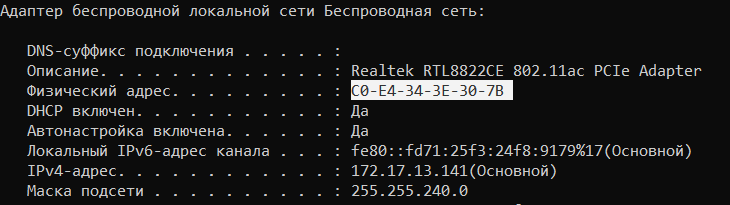 Адаптер беспроводной локальной сети Беспроводная сеть:
DNS-суффикс подключения . . . . . :
Описание. . . . . . . . . . . . . : Realtek RTL8822CE 802.11ac PCIe Adapter
Физический адрес. . . . . . . . . : C0-E4-34-3E-30-7B
DHCP включен. . . . . . . . . . . : Да
Автонастройка включена. . . . . . : Да
Локальный IPv6-адрес канала . . . : fe80::fd71:25f3:24f8:9179%17(Основной)
IPv4-адрес. . . . . . . . . . . . : 172.17.13.141(Основной)
Маска подсети . . . . . . . . . . : 255.255.240.0